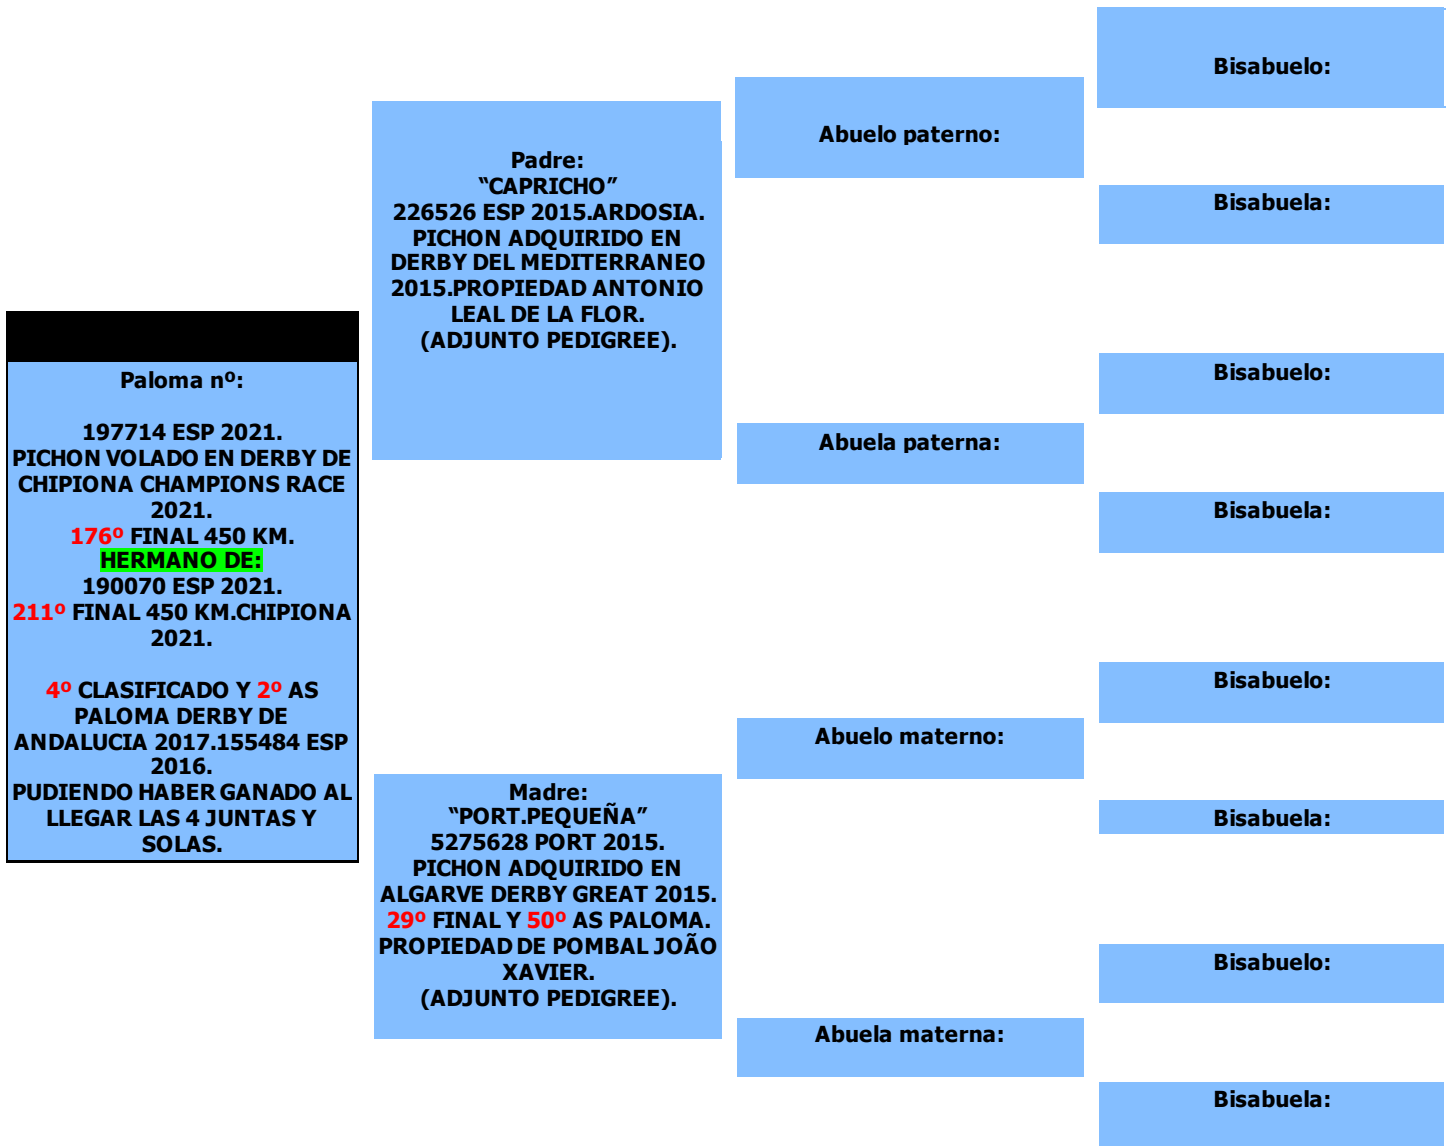 Paloma nº:
197714 ESP 2021.
PICHON VOLADO EN DERBY DE
CHIPIONA CHAMPIONS RACE
2021.
176º FINAL 450 KM.
HERMANO DE:
190070 ESP 2021.
211º FINAL 450 KM.CHIPIONA
2021.
4º CLASIFICADO Y 2º AS
PALOMA DERBY DE
ANDALUCIA 2017.155484 ESP
2016.
PUDIENDO HABER GANADO AL
LLEGAR LAS 4 JUNTAS Y
SOLAS.
Padre:
“CAPRICHO”
226526 ESP 2015.ARDOSIA.
PICHON ADQUIRIDO EN
DERBY DEL MEDITERRANEO
2015.PROPIEDAD ANTONIO
LEAL DE LA FLOR.
(ADJUNTO PEDIGREE).
Madre:
“PORT.PEQUEÑA”
5275628 PORT 2015.
PICHON ADQUIRIDO EN
ALGARVE DERBY GREAT 2015.
29º FINAL Y 50º AS PALOMA.
PROPIEDAD DE POMBAL JOÃO
XAVIER.
(ADJUNTO PEDIGREE).
Abuelo paterno:
Abuela paterna:
Abuelo materno:
Abuela materna:
Bisabuelo:
Bisabuela:
Bisabuelo:
Bisabuela:
Bisabuelo:
Bisabuela:
Bisabuelo:
Bisabuela: